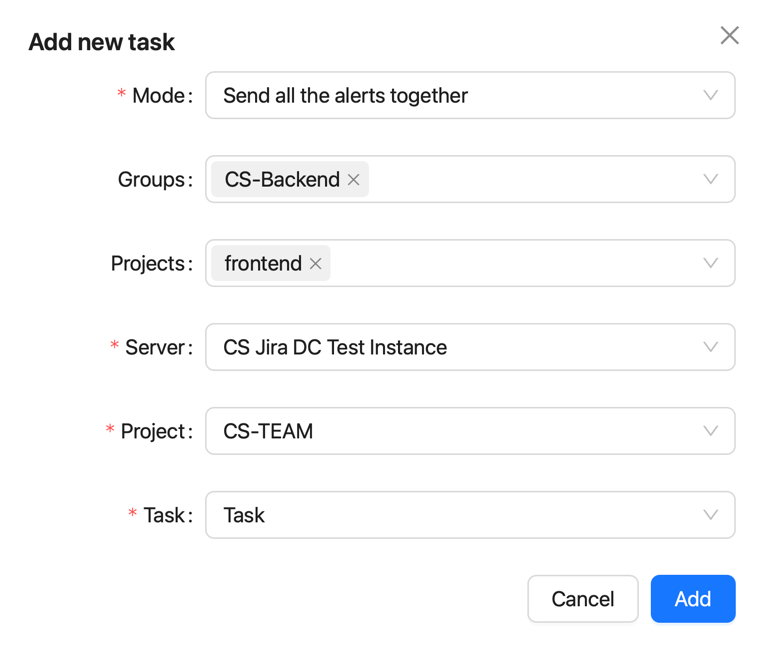 Add new task
* Mode: Send all the alerts together
Groups: CS-Backend
Projects: frontend
* Server: CS Jira DC Test Instance
* Project: CS-TEAM
* Task: Task
Cancel Add